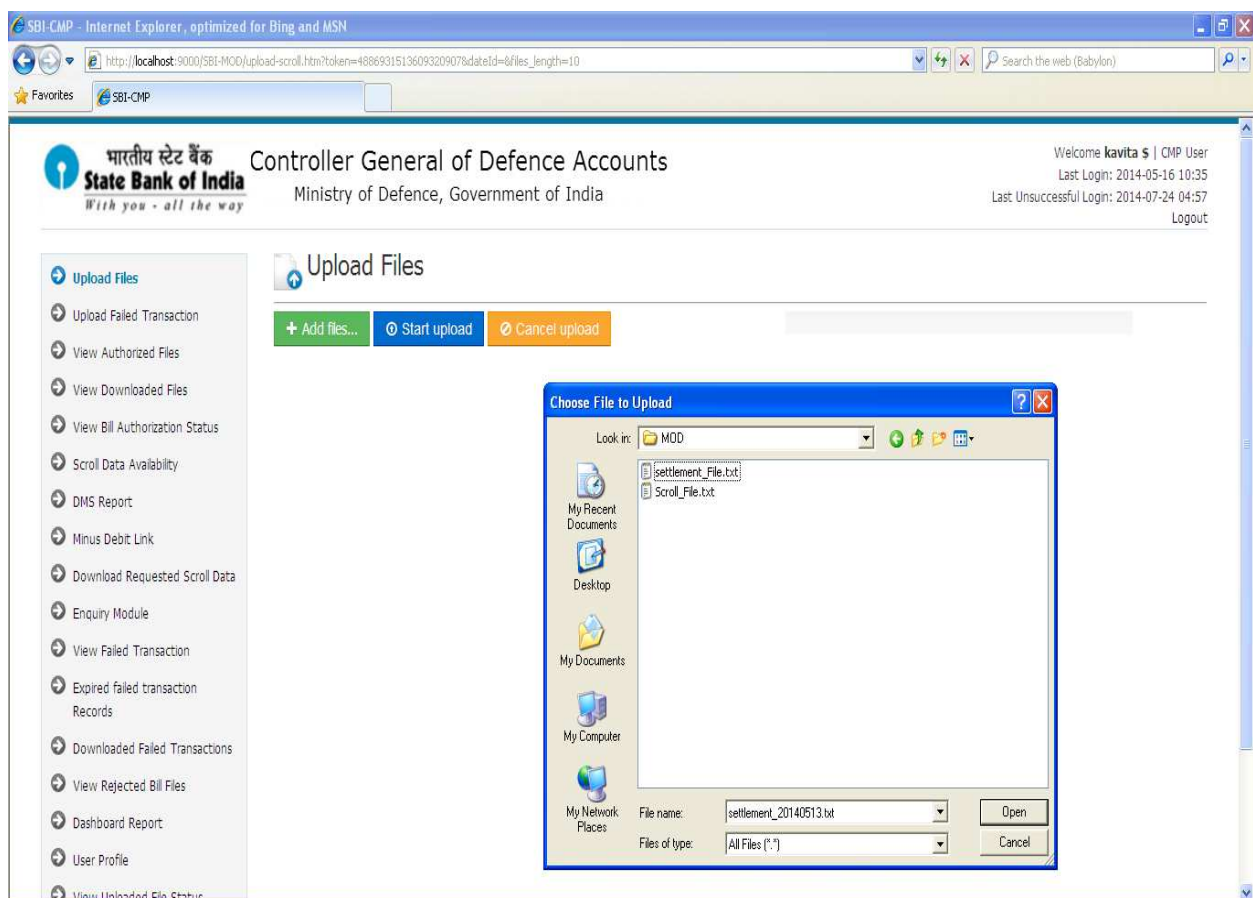 SBI-CMP - Internet Explorer, optimized for Bing and MSN
http://localhost:9000/SBI-MOD/upload-scroll.htm?token=48869315136093209078&dateId=&files_length=10
Search the web (Babylon)
Favorites
SBI-CMP
भारतीय स्टेट बैंक
State Bank of India
With you - all the way
Controller General of Defence Accounts
Ministry of Defence, Government of India
Welcome kavita $ | CMP User
Last Login: 2014-05-16 10:35
Last Unsuccessful Login: 2014-07-24 04:57
Logout
Upload Files
Upload Failed Transaction
View Authorized Files
View Downloaded Files
View Bill Authorization Status
Scroll Data Availability
DMS Report
Minus Debit Link
Download Requested Scroll Data
Enquiry Module
View Failed Transaction
Expired failed transaction
Records
Downloaded Failed Transactions
View Rejected Bill Files
Dashboard Report
User Profile
View Uploaded File Status
Upload Files
+ Add files...
Start upload
Cancel upload
Choose File to Upload
Look in:
MOD
settlement_File.txt
Scroll_File.txt
My Recent
Documents
Desktop
My Documents
My Computer
My Network
Places
File name:
settlement_20140513.txt
Open
Files of type:
All Files (*.*)
Cancel